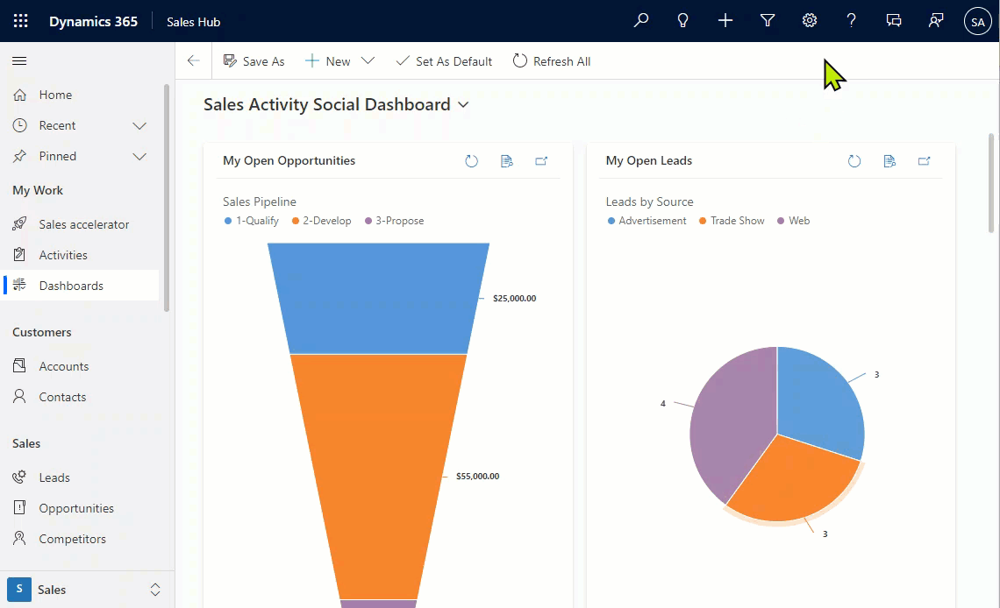 Dynamics 365
Sales Hub
SA
Save As
New
Set As Default
Refresh All
Home
Recent
Pinned
My Work
Sales accelerator
Activities
Dashboards
Customers
Accounts
Contacts
Sales
Leads
Opportunities
Competitors
S
Sales
Sales Activity Social Dashboard
My Open Opportunities
Sales Pipeline
1-Qualify 2-Develop 3-Propose
$25,000.00
$55,000.00
My Open Leads
Leads by Source
Advertisement Trade Show Web
3
4
3